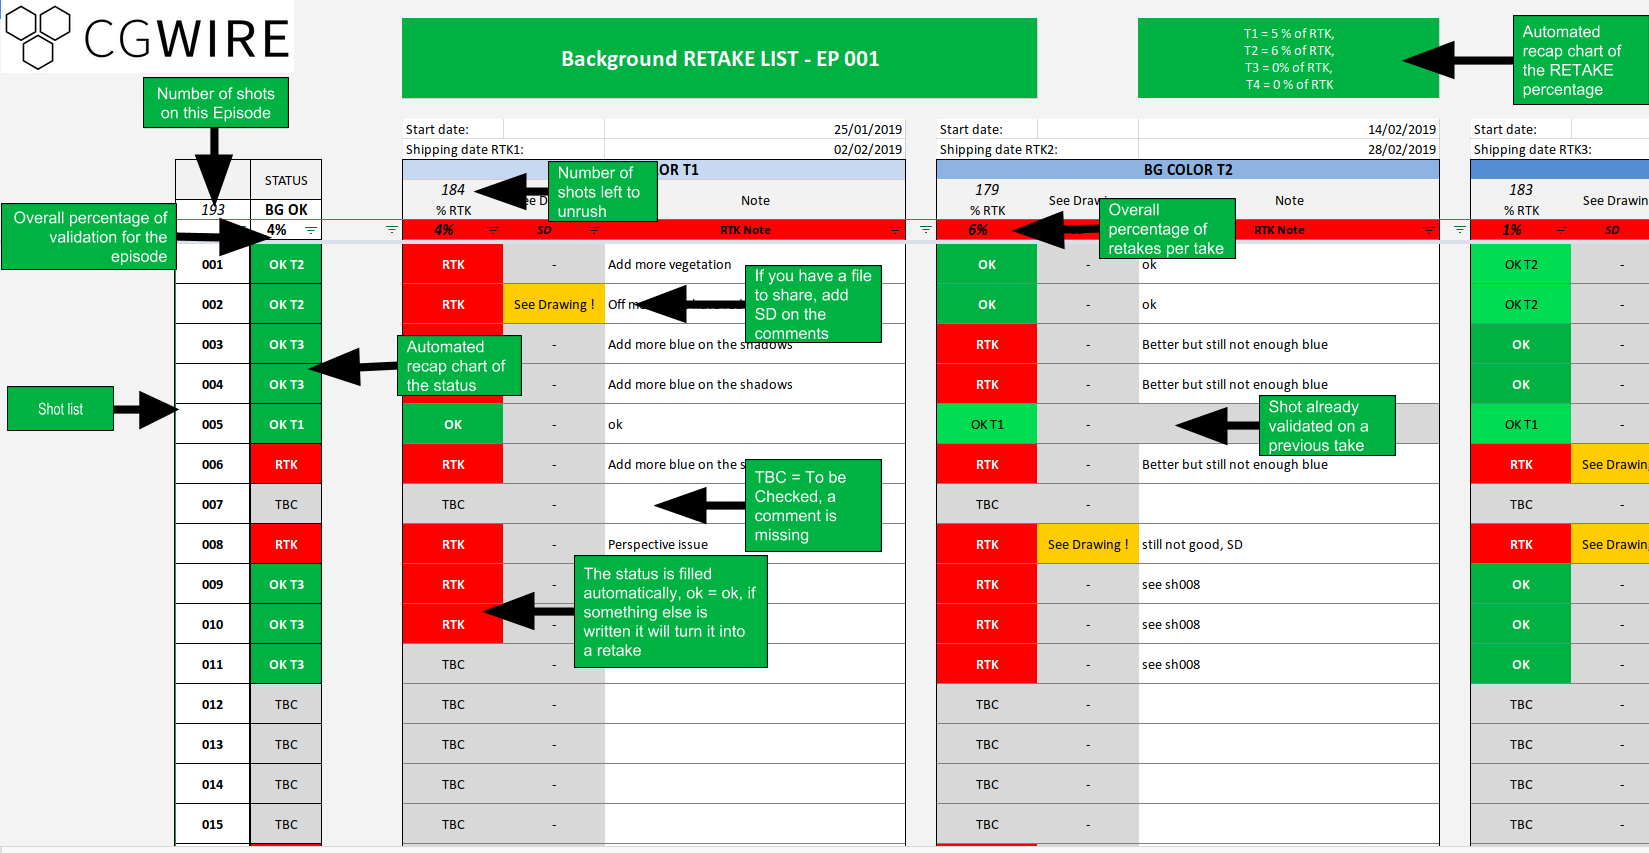 CGWIRE
Background RETAKE LIST - EP 001
T1 = 5 % of RTK,
T2 = 6 % of RTK,
T3 = 0% of RTK,
T4 = 0 % of RTK
Automated
recap chart of
the RETAKE
percentage
Number of shots
on this Episode
Start date: 25/01/2019
Shipping date RTK1: 02/02/2019
Start date: 14/02/2019
Shipping date RTK2: 28/02/2019
Start date:
Shipping date RTK3:
STATUS
193 BG OK
4%
Overall percentage of
validation for the
episode
OR T1
184
% RTK
Note
4% SD RTK Note
Number of
shots left to
unrush
BG COLOR T2
179
% RTK
See Draw
Note
6% RTK Note
Overall
percentage of
retakes per take
183
% RTK
See Drawin
1% SD
001 OK T2 RTK - Add more vegetation OK - ok OK T2 -
002 OK T2 RTK See Drawing ! Off OK - ok OK T2 -
If you have a file
to share, add
SD on the
comments
003 OK T3 - Add more blue on the shadows RTK - Better but still not enough blue OK -
Automated
recap chart of
the status
004 OK T3 - Add more blue on the shadows RTK - Better but still not enough blue OK -
Shot list
005 OK T1 OK - ok OK T1 - OK T1 -
Shot already
validated on a
previous take
006 RTK RTK - Add more blue on the s RTK - Better but still not enough blue RTK See Drawin
007 TBC TBC - TBC - TBC -
TBC = To be
Checked, a
comment is
missing
008 RTK RTK - Perspective issue RTK See Drawing ! still not good, SD RTK See Drawin
009 OK T3 RTK - RTK - see sh008 OK -
The status is filled
automatically, ok = ok, if
something else is
written it will turn it into
a retake
010 OK T3 RTK RTK - see sh008 OK -
011 OK T3 TBC - RTK - see sh008 OK -
012 TBC TBC - TBC - TBC -
013 TBC TBC - TBC - TBC -
014 TBC TBC - TBC - TBC -
015 TBC TBC - TBC - TBC -